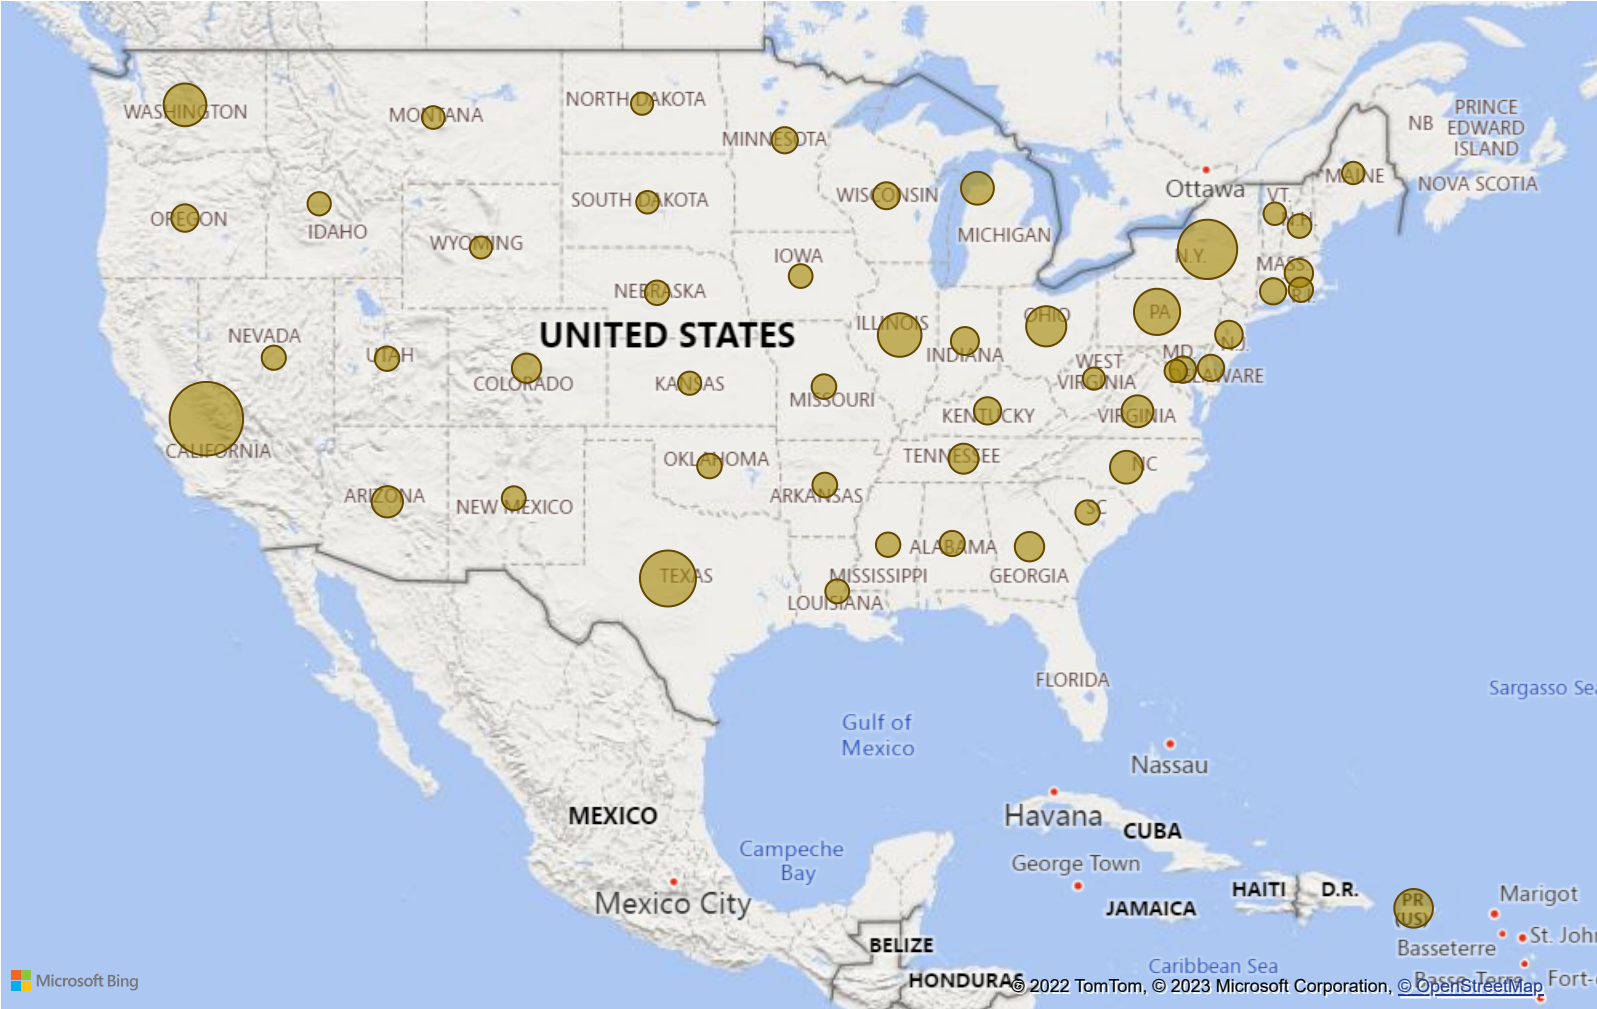 PRINCE
EDWARD
ISLAND
NB
NOVA SCOTIA
WASHINGTON
MONTANA
NORTH DAKOTA
MINNESOTA
Ottawa
MAINE
VT.
N.H.
OREGON
IDAHO
WYOMING
SOUTH DAKOTA
WISCONSIN
MICHIGAN
N.Y.
MASS.
R.I.
IOWA
NEBRASKA
UNITED STATES
ILLINOIS
INDIANA
OHIO
PA
N.J.
NEVADA
UTAH
COLORADO
KANSAS
MISSOURI
WEST
VIRGINIA
MD
DELAWARE
KENTUCKY
VIRGINIA
CALIFORNIA
ARIZONA
NEW MEXICO
OKLAHOMA
ARKANSAS
TENNESSEE
NC
SC
TEXAS
ALABAMA
MISSISSIPPI
GEORGIA
LOUISIANA
FLORIDA
Sargasso Sea
Gulf of
Mexico
Nassau
MEXICO
Havana
CUBA
Campeche
Bay
George Town
Mexico City
JAMAICA
HAITI
D.R.
PR
(US)
Marigot
St. John
Basseterre
BELIZE
Caribbean Sea
HONDURAS
Basse-Terre
Fort-
Microsoft Bing
© 2022 TomTom, © 2023 Microsoft Corporation, © OpenStreetMap